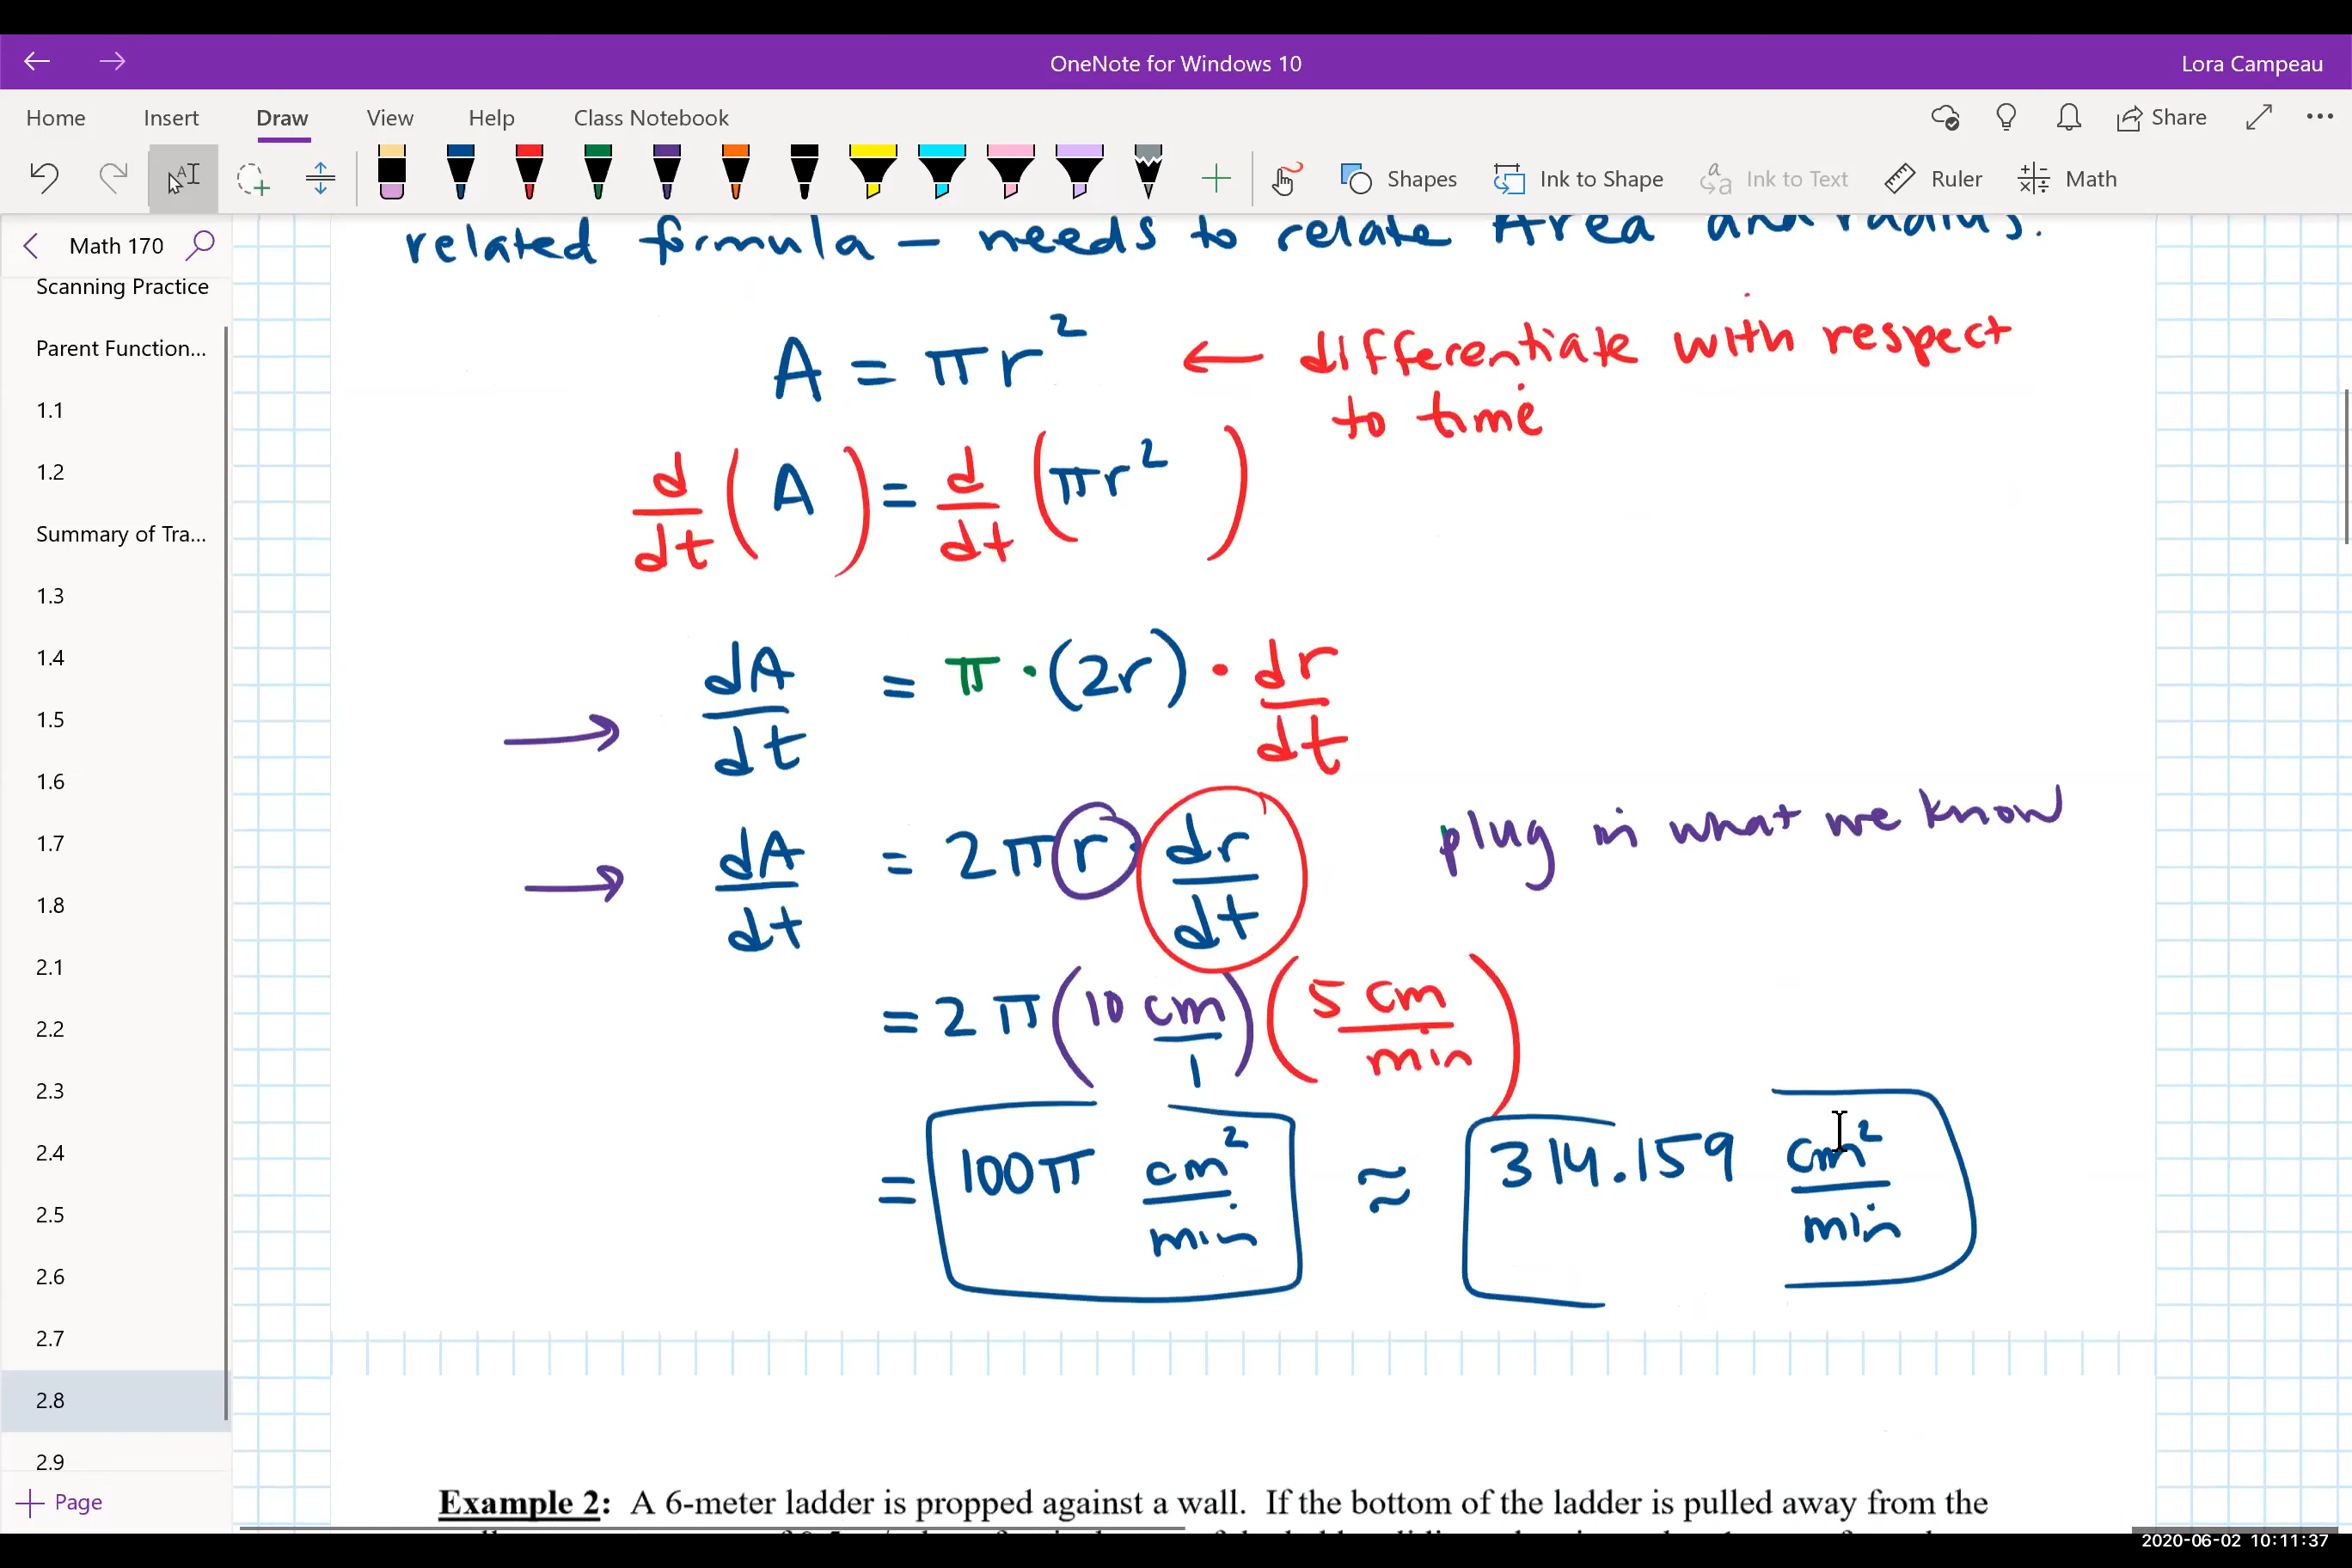 OneNote for Windows 10
Lora Campeau
Home Insert Draw View Help Class Notebook Share
Shapes Ink to Shape Ink to Text Ruler Math
Math 170
Scanning Practice
Parent Function...
1.1
1.2
Summary of Tra...
1.3
1.4
1.5
1.6
1.7
1.8
2.1
2.2
2.3
2.4
2.5
2.6
2.7
2.8
2.9
Page
related formula – needs to relate Area and radius.
A = πr² ← differentiate with respect
to time
d/dt (A) = d/dt (πr²)
→ dA/dt = π · (2r) · dr/dt
→ dA/dt = 2πr · dr/dt plug in what we know
= 2π (10 cm/1) (5 cm/min)
= 100π cm²/min ≈ 314.159 cm²/min
Example 2: A 6-meter ladder is propped against a wall. If the bottom of the ladder is pulled away from the
2020-06-02 10:11:37